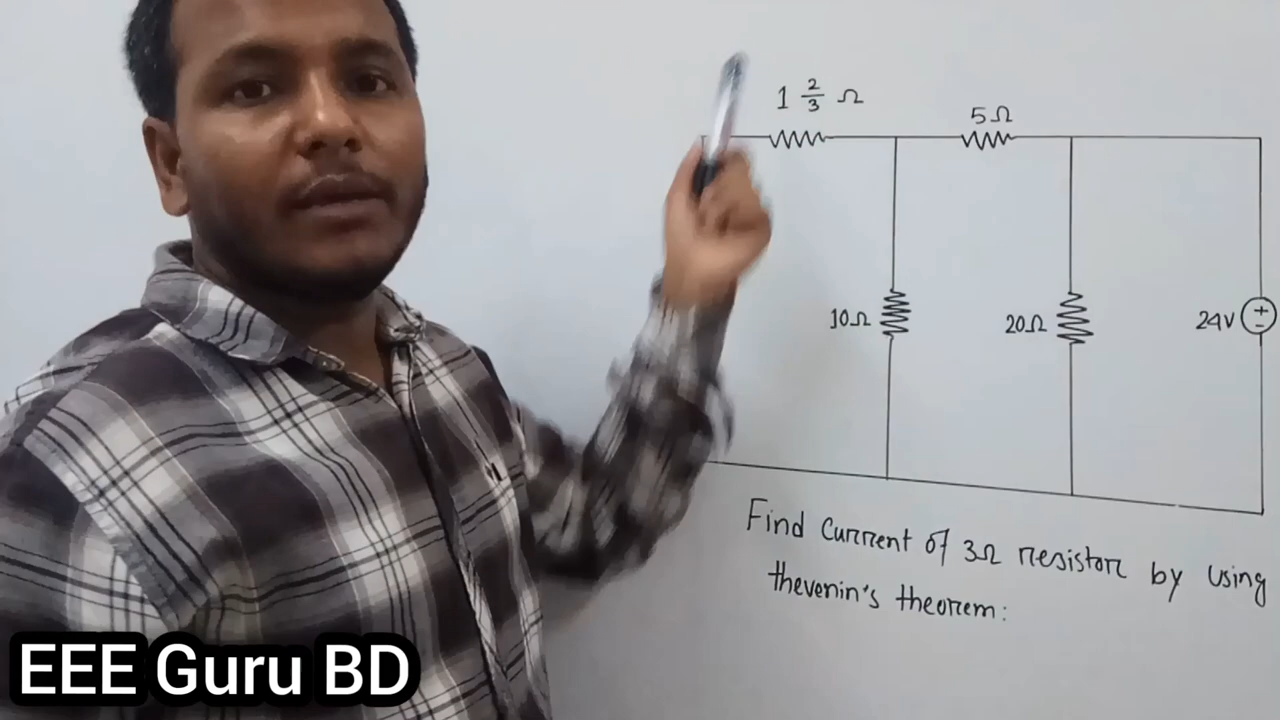 1 2/3 Ω
5Ω
10Ω
20Ω
24V
+
-
Find Current of 3Ω resistor by using
thevenin's theorem:
EEE Guru BD